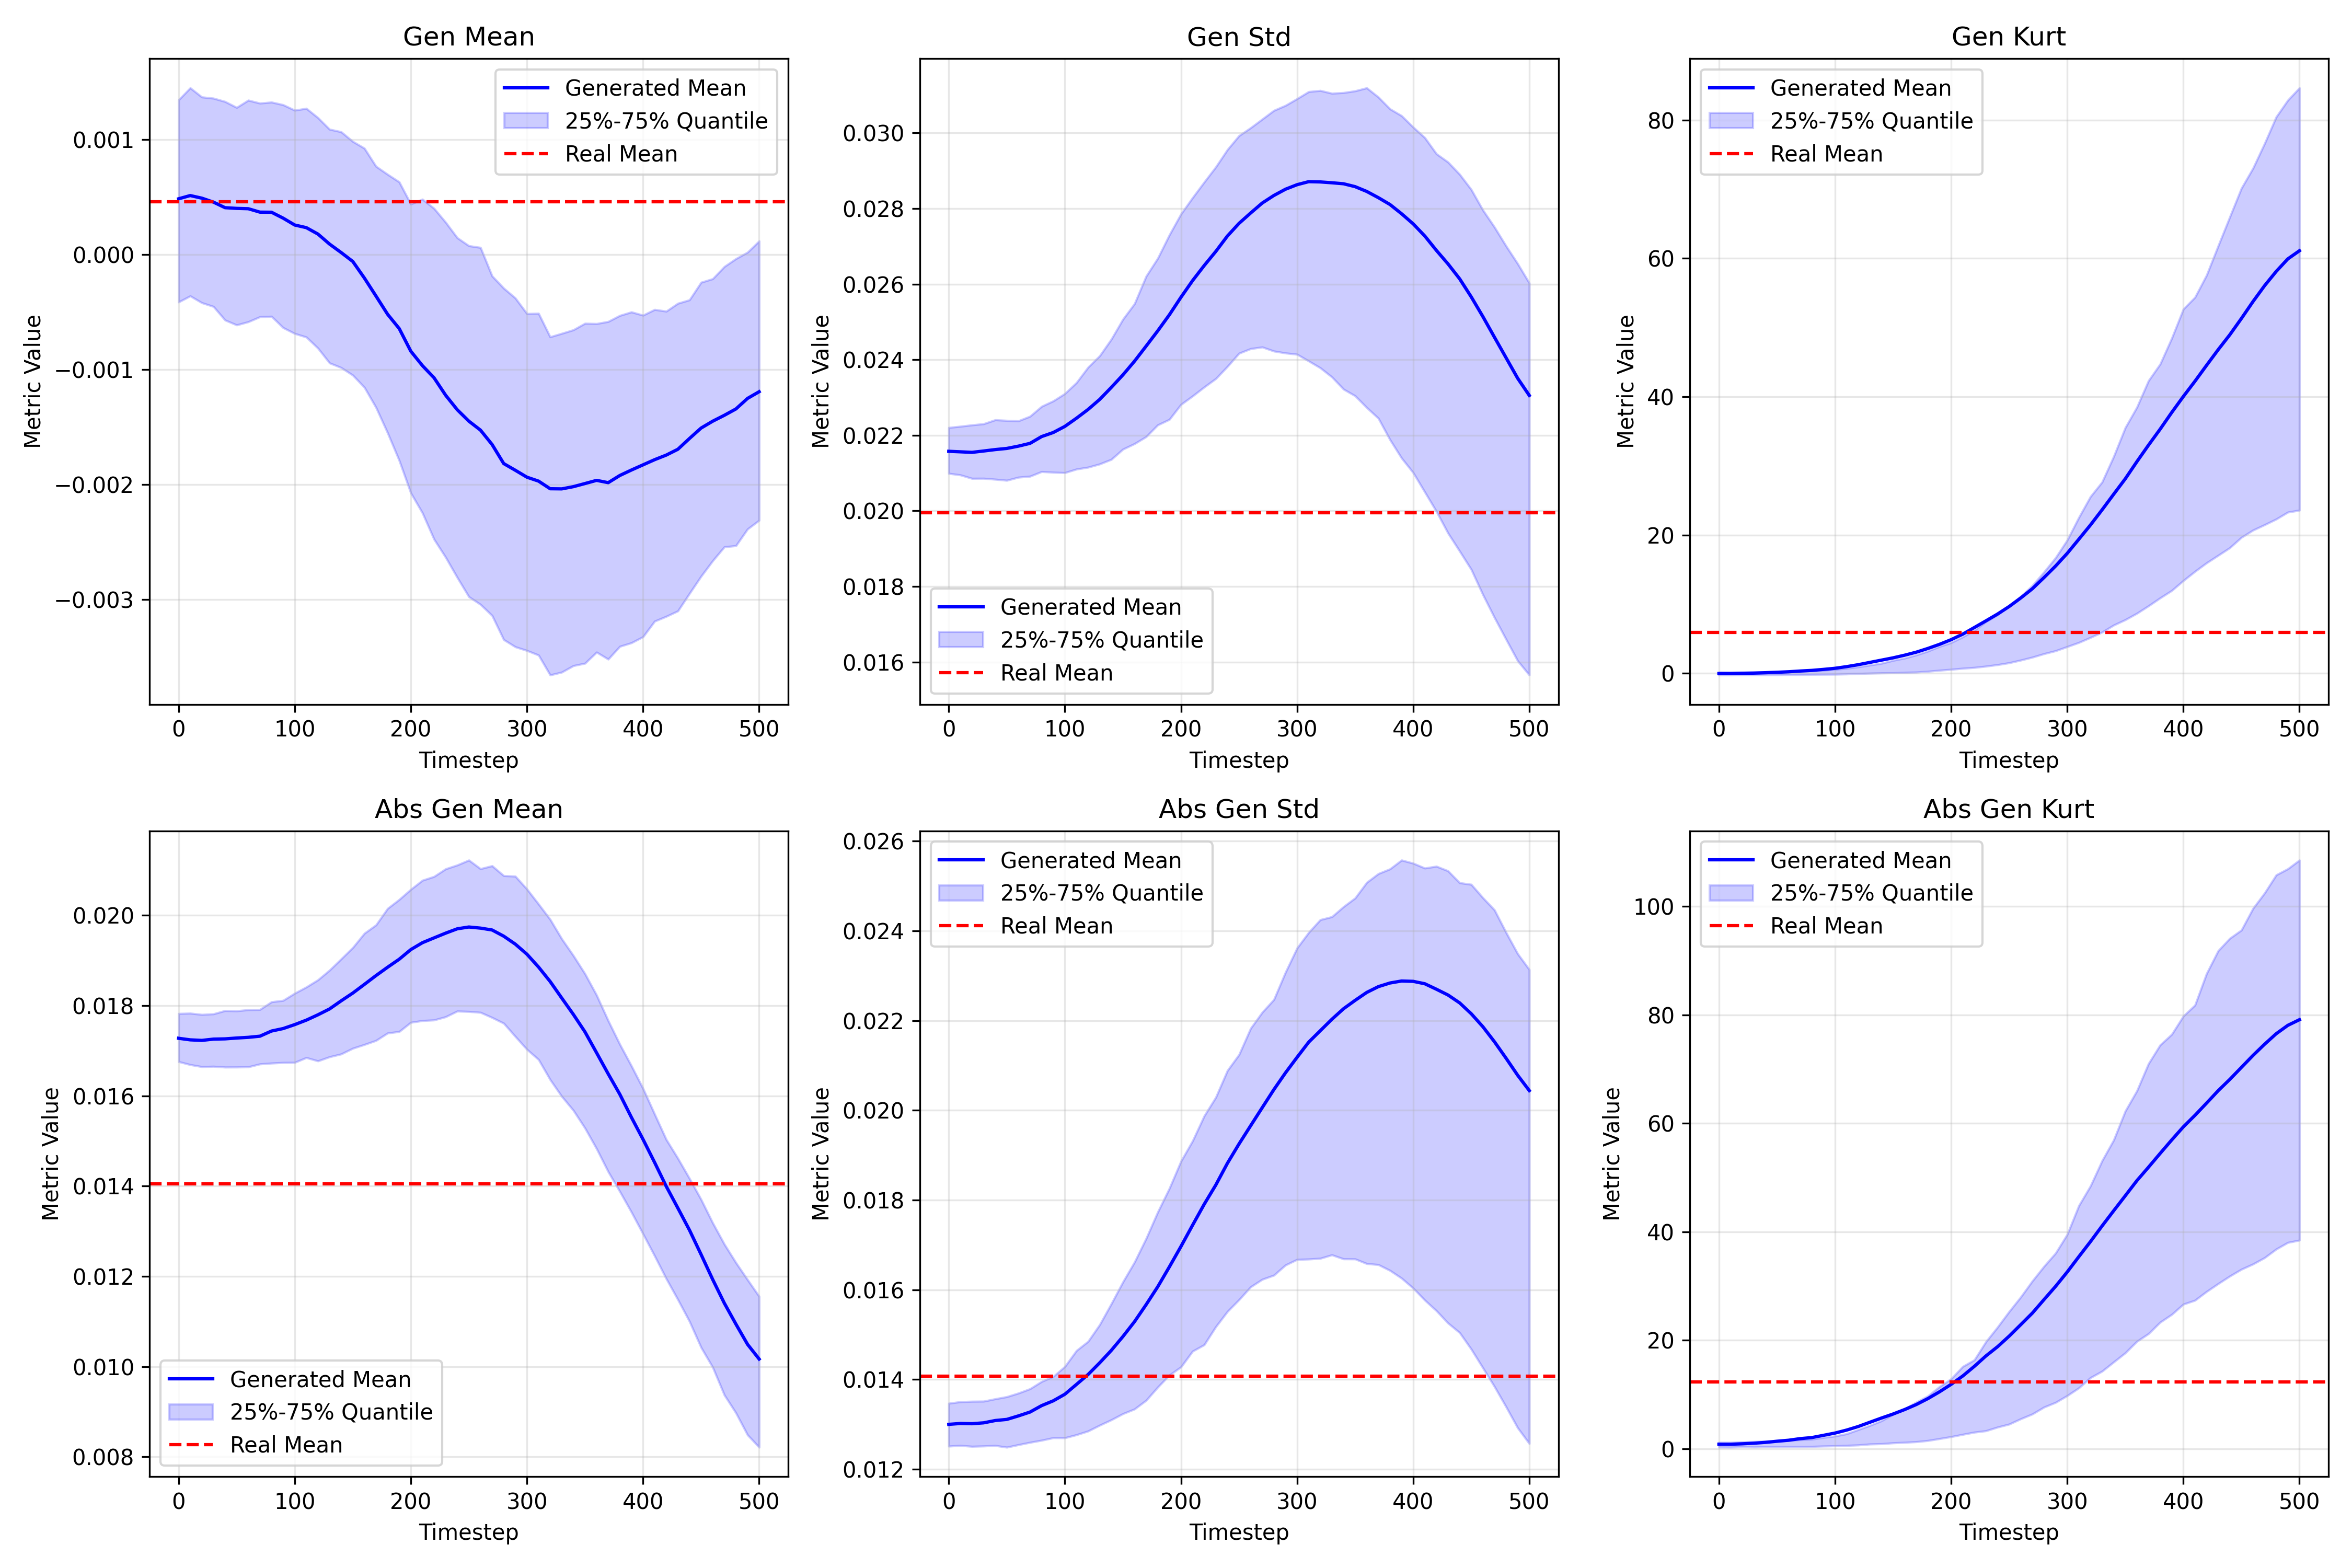 Gen Mean
Metric Value
0.001
0.000
−0.001
−0.002
−0.003
Generated Mean
25%-75% Quantile
Real Mean
0 100 200 300 400 500
Timestep
Gen Std
Metric Value
0.030
0.028
0.026
0.024
0.022
0.020
0.018
0.016
Generated Mean
25%-75% Quantile
Real Mean
0 100 200 300 400 500
Timestep
Gen Kurt
Metric Value
80
60
40
20
0
Generated Mean
25%-75% Quantile
Real Mean
0 100 200 300 400 500
Timestep
Abs Gen Mean
Metric Value
0.020
0.018
0.016
0.014
0.012
0.010
0.008
Generated Mean
25%-75% Quantile
Real Mean
0 100 200 300 400 500
Timestep
Abs Gen Std
Metric Value
0.026
0.024
0.022
0.020
0.018
0.016
0.014
0.012
Generated Mean
25%-75% Quantile
Real Mean
0 100 200 300 400 500
Timestep
Abs Gen Kurt
Metric Value
100
80
60
40
20
0
Generated Mean
25%-75% Quantile
Real Mean
0 100 200 300 400 500
Timestep